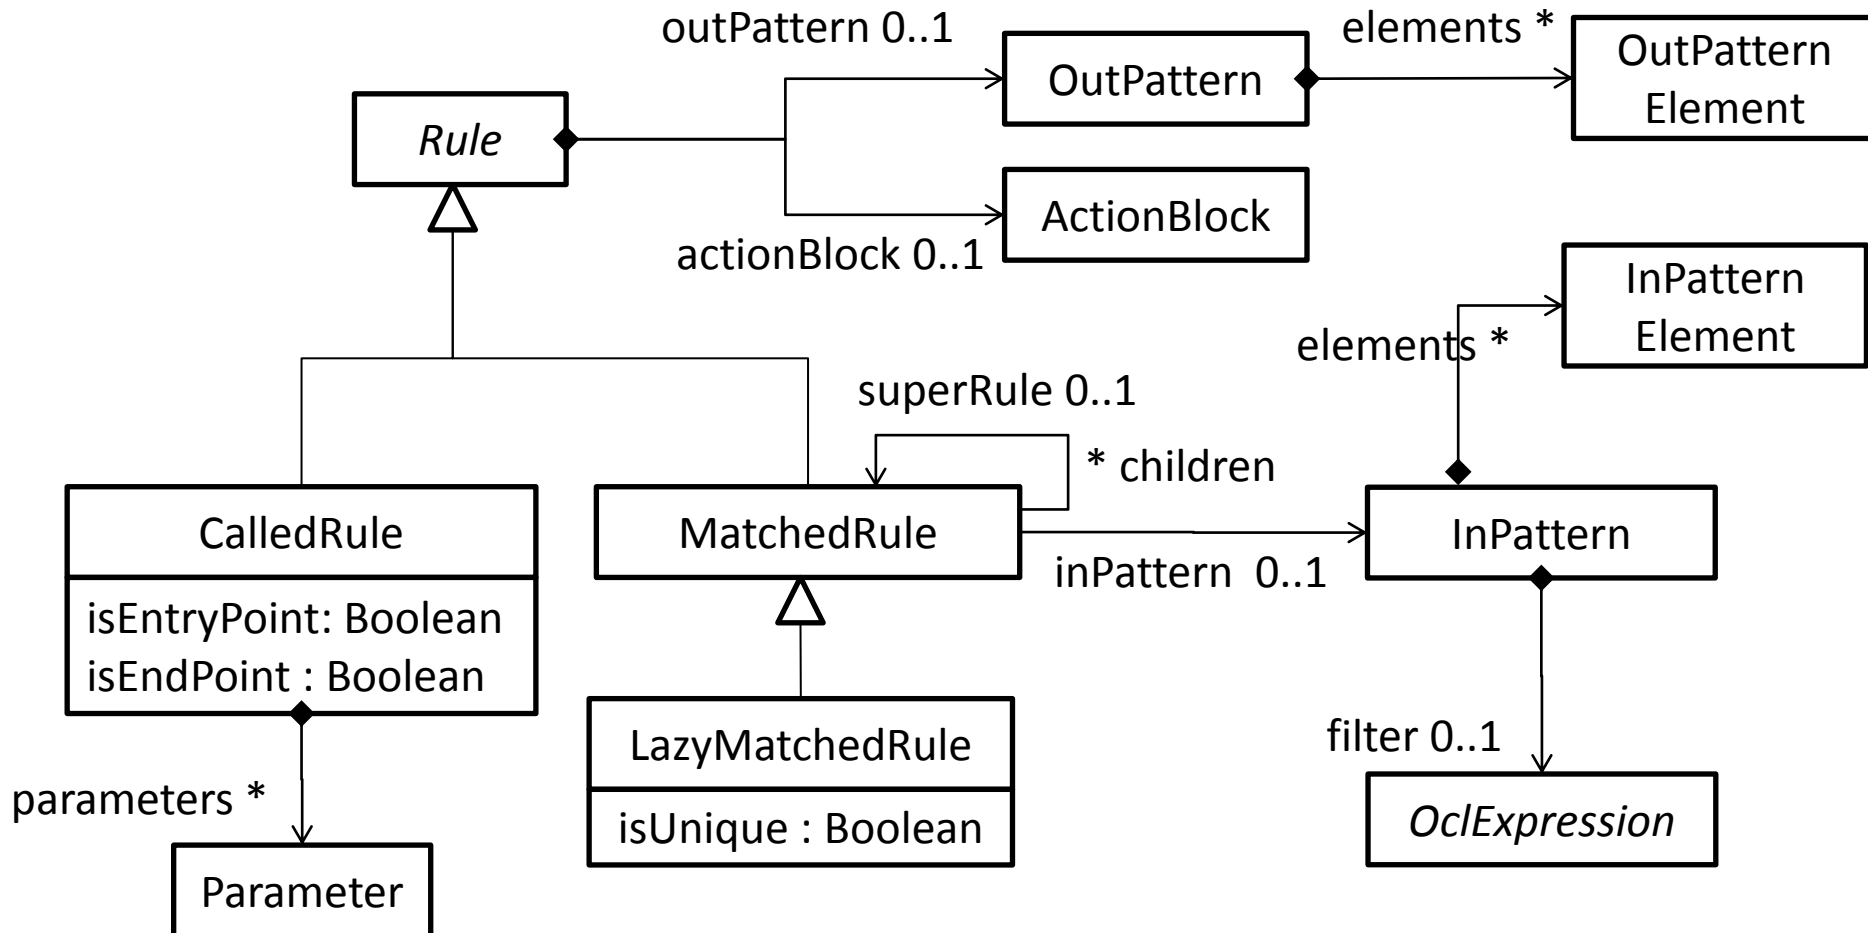 outPattern 0..1
elements *
OutPattern
Element
OutPattern
Rule
ActionBlock
actionBlock 0..1
InPattern
Element
elements *
superRule 0..1
* children
CalledRule
MatchedRule
InPattern
inPattern 0..1
isEntryPoint: Boolean
isEndPoint : Boolean
LazyMatchedRule
filter 0..1
parameters *
isUnique : Boolean
OclExpression
Parameter